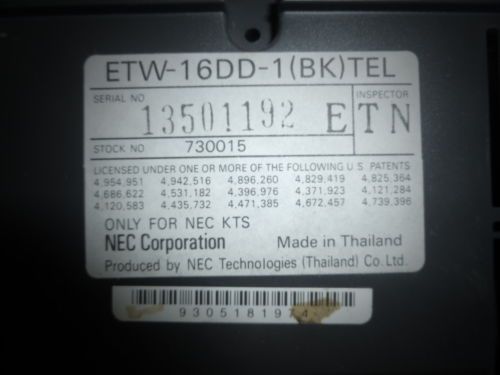 ETW-16DD-1(BK)TEL
SERIAL NO
INSPECTOR
13501192 E TN
STOCK NO 730015
LICENSED UNDER ONE OR MORE OF THE FOLLOWING U.S. PATENTS
4,954,951 4,942,516 4,896,260 4,829,419 4,825,364
4,686,622 4,531,182 4,396,976 4,371,923 4,121,284
4,120,583 4,435,732 4,471,385 4,672,457 4,739,396
ONLY FOR NEC KTS
NEC Corporation Made in Thailand
Produced by NEC Technologies (Thailand) Co.Ltd.
9305181974